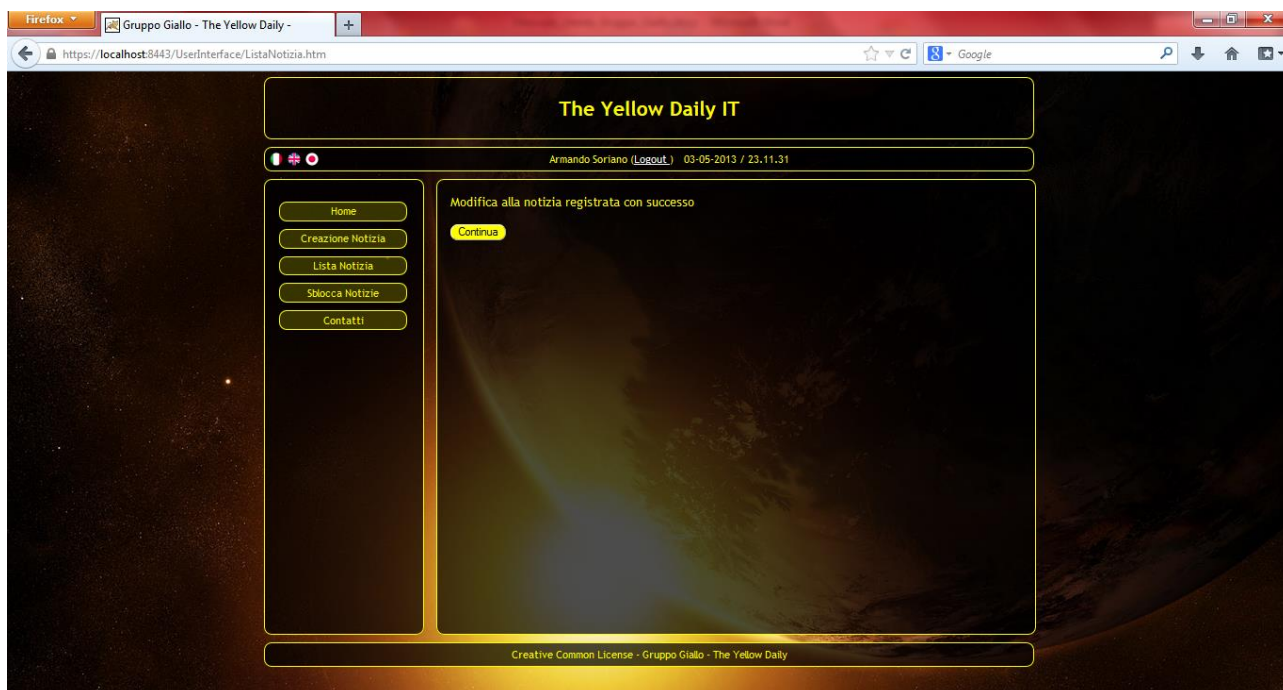 Firefox
Gruppo Giallo - The Yellow Daily -
https://localhost:8443/UserInterface/ListaNotizia.htm
Google
The Yellow Daily IT
Armando Soriano (Logout ) 03-05-2013 / 23.11.31
Home
Creazione Notizia
Lista Notizia
Sblocca Notizie
Contatti
Modifica alla notizia registrata con successo
Continua
Creative Common License - Gruppo Giallo - The Yellow Daily